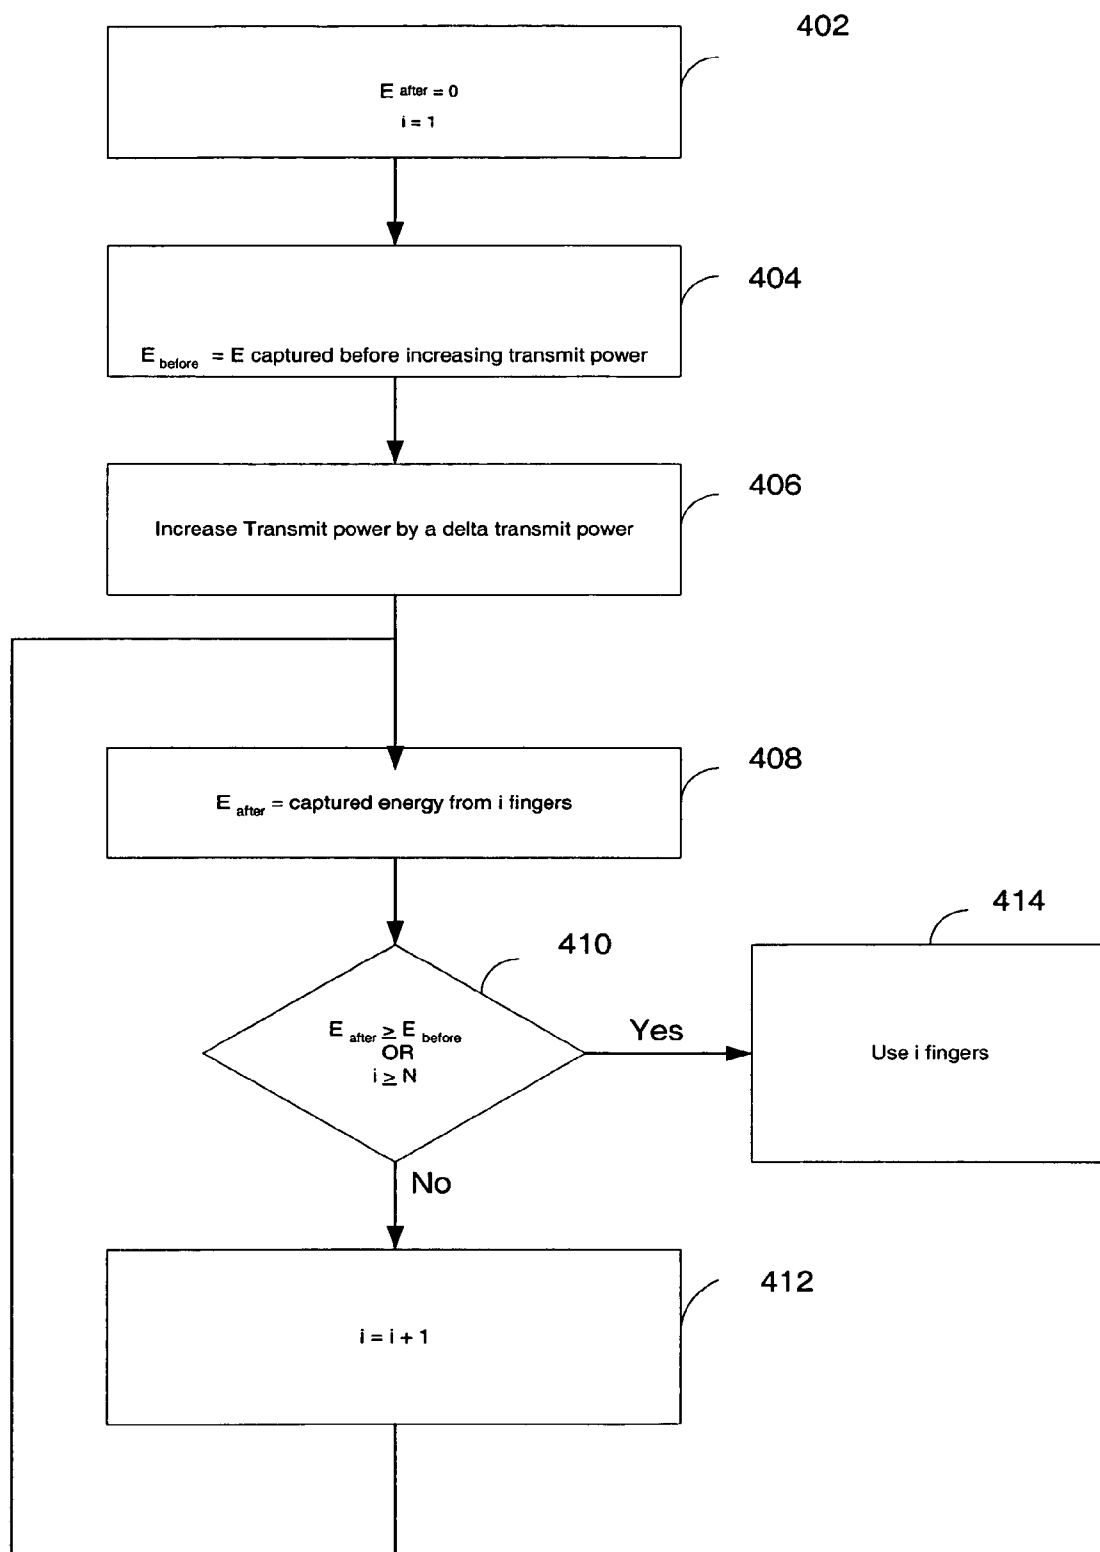 402
E after = 0
i = 1
404
E before = E captured before increasing transmit power
406
Increase Transmit power by a delta transmit power
408
E after = captured energy from i fingers
410
E after ≥ E before
OR
i ≥ N
Yes
414
Use i fingers
No
412
i = i + 1